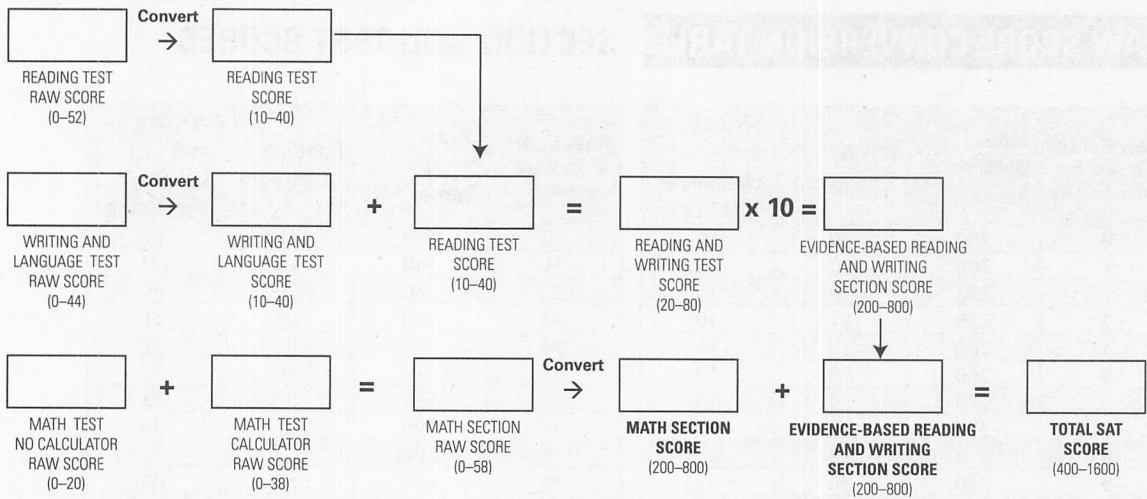 Convert
→
READING TEST
RAW SCORE
(0–52)
READING TEST
SCORE
(10–40)
Convert
→
+
=
x 10 =
WRITING AND
LANGUAGE TEST
RAW SCORE
(0–44)
WRITING AND
LANGUAGE TEST
SCORE
(10–40)
READING TEST
SCORE
(10–40)
READING AND
WRITING TEST
SCORE
(20–80)
EVIDENCE-BASED READING
AND WRITING
SECTION SCORE
(200–800)
+
=
Convert
→
+
=
MATH TEST
NO CALCULATOR
RAW SCORE
(0–20)
MATH TEST
CALCULATOR
RAW SCORE
(0–38)
MATH SECTION
RAW SCORE
(0–58)
MATH SECTION
SCORE
(200–800)
EVIDENCE-BASED READING
AND WRITING
SECTION SCORE
(200–800)
TOTAL SAT
SCORE
(400–1600)